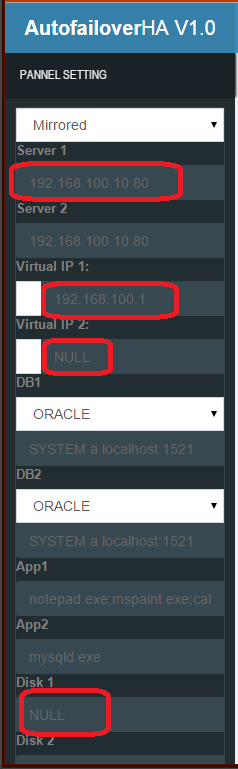 AutofailoverHA V1.0
PANNEL SETTING
Mirrored
Server 1
192.168.100.10:80
Server 2
192.168.100.10:80
Virtual IP 1:
192.168.100.1
Virtual IP 2:
NULL
DB1
ORACLE
SYSTEM a localhost:1521
DB2
ORACLE
SYSTEM a localhost:1521
App1
notepad.exe;mspaint.exe;cal
App2
mysqld.exe
Disk 1
NULL
Disk 2